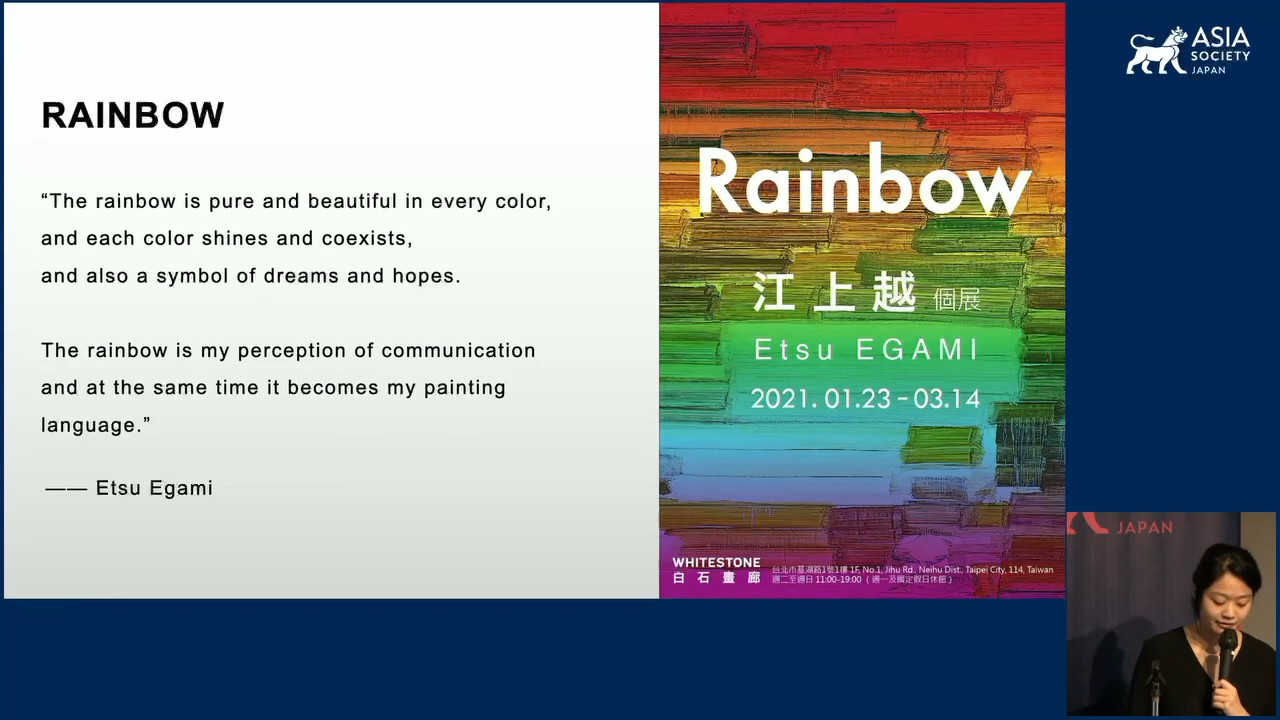 RAINBOW
“The rainbow is pure and beautiful in every color,
and each color shines and coexists,
and also a symbol of dreams and hopes.
The rainbow is my perception of communication
and at the same time it becomes my painting
language.”
—— Etsu Egami
Rainbow
江上越 個展
Etsu EGAMI
2021.01.23-03.14
WHITESTONE
白石畫廊
台北市基湖路1號1樓 1F, No.1, Jihu Rd., Neihu Dist., Taipei City, 114, Taiwan
週二至週日 11:00-19:00（週一及國定假日休館）
ASIA
SOCIETY
JAPAN
JAPAN